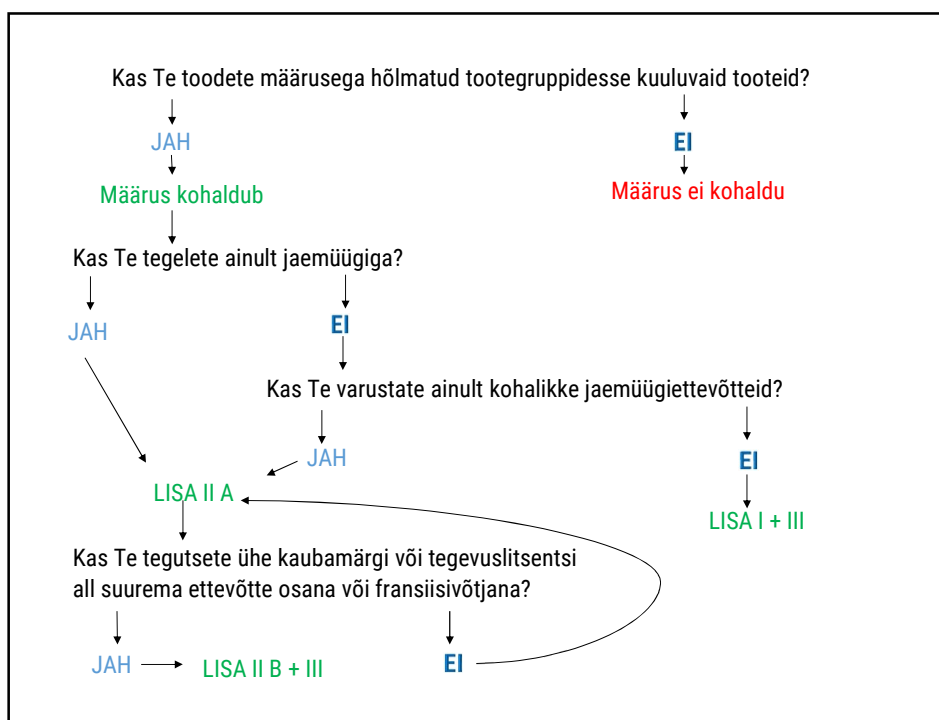 Kas Te toodete määrusega hõlmatud tootegruppidesse kuuluvaid tooteid?
JAH
EI
Määrus kohaldub
Määrus ei kohaldu
Kas Te tegelete ainult jaemüügiga?
JAH
EI
Kas Te varustate ainult kohalikke jaemüügiettevõtteid?
JAH
EI
LISA II A
LISA I + III
Kas Te tegutsete ühe kaubamärgi või tegevuslitsentsi
all suurema ettevõtte osana või fransiisivõtjana?
JAH
LISA II B + III
EI